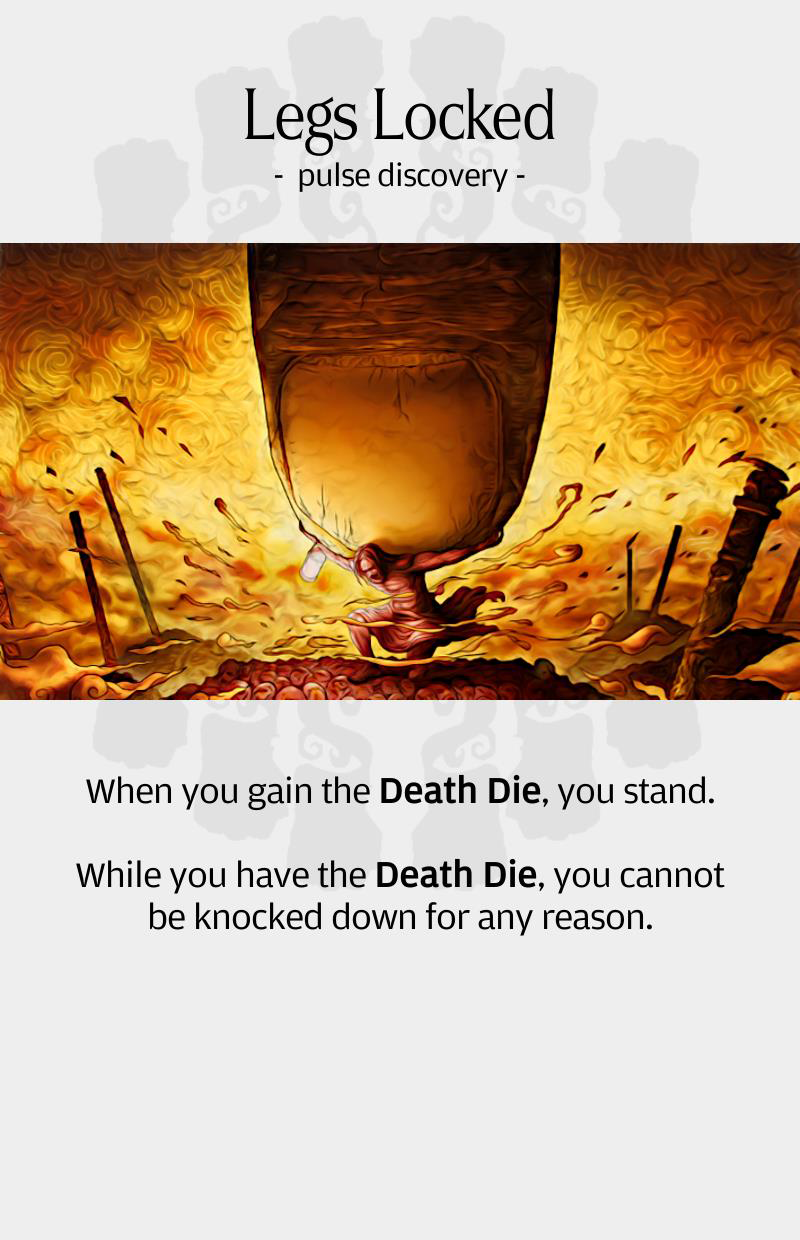 Legs Locked
- pulse discovery -
When you gain the Death Die, you stand.
While you have the Death Die, you cannot
be knocked down for any reason.